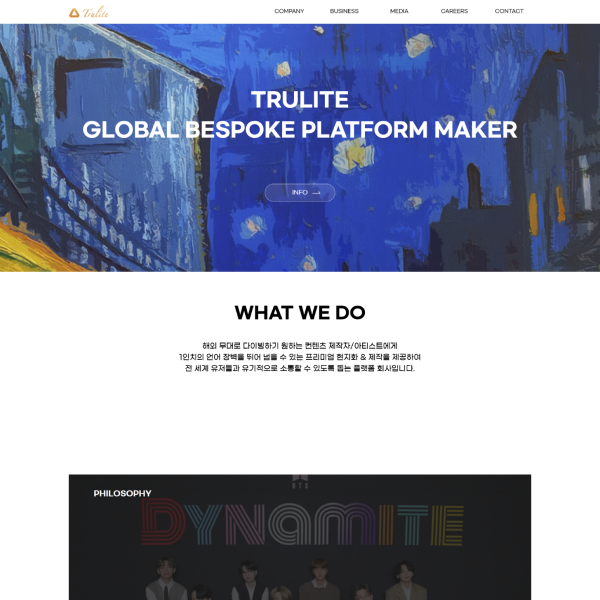 Trulite
COMPANY
BUSINESS
MEDIA
CAREERS
CONTACT
TRULITE
GLOBAL BESPOKE PLATFORM MAKER
INFO
WHAT WE DO
해외 무대로 다이빙하기 원하는 컨텐츠 제작자/아티스트에게
1인치의 언어 장벽을 뛰어 넘을 수 있는 프리미엄 현지화 & 제작을 제공하여
전 세계 유저들과 유기적으로 소통할 수 있도록 돕는 플랫폼 회사입니다.
BTS
PHILOSOPHY
DYNAMITE